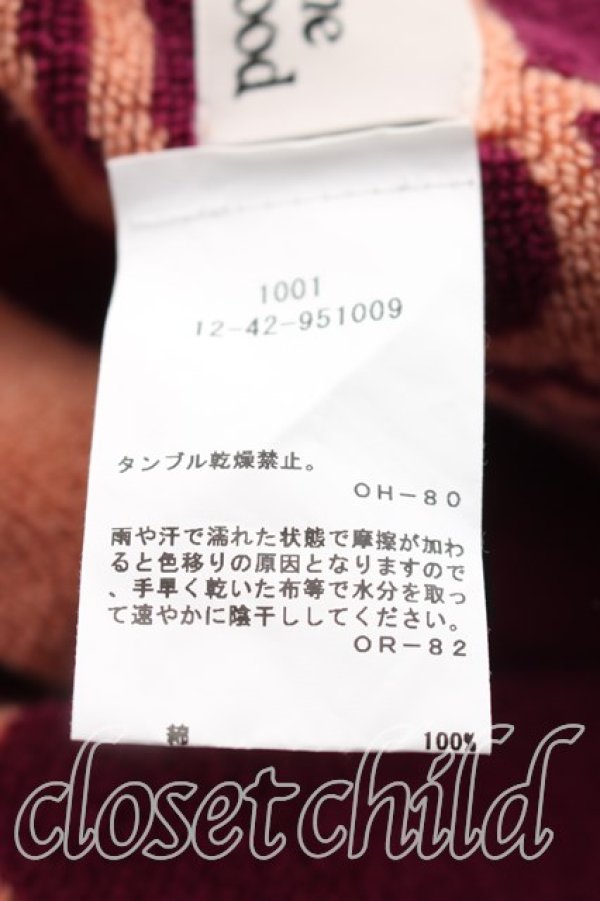 ne
ood
1001
12-42-951009
タンブル乾燥禁止。
OH-80
雨や汗で濡れた状態で摩擦が加わ
ると色移りの原因となりますので
、手早く乾いた布等で水分を取っ
て速やかに陰干ししてください。
OR-82
綿 100%
closetchild